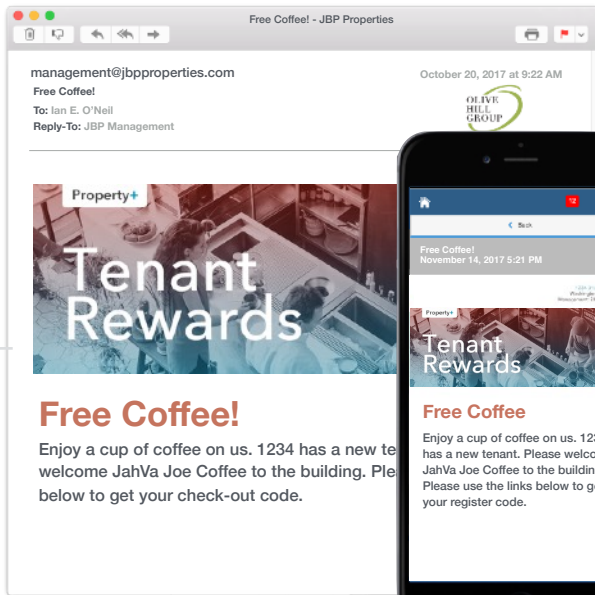 Free Coffee! - JBP Properties
management@jbpproperties.com
October 20, 2017 at 9:22 AM
Free Coffee!
To: Ian E. O'Neil
Reply-To: JBP Management
OLIVE
HILL
GROUP
Property+
Tenant
Rewards
Free Coffee!
Enjoy a cup of coffee on us. 1234 has a new te
welcome JahVa Joe Coffee to the building. Plea
below to get your check-out code.
12
Back
Free Coffee!
November 14, 2017 5:21 PM
Property+
Tenant
Rewards
Free Coffee
Enjoy a cup of coffee on us. 123
has a new tenant. Please welco
JahVa Joe Coffee to the buildin
Please use the links below to g
your register code.